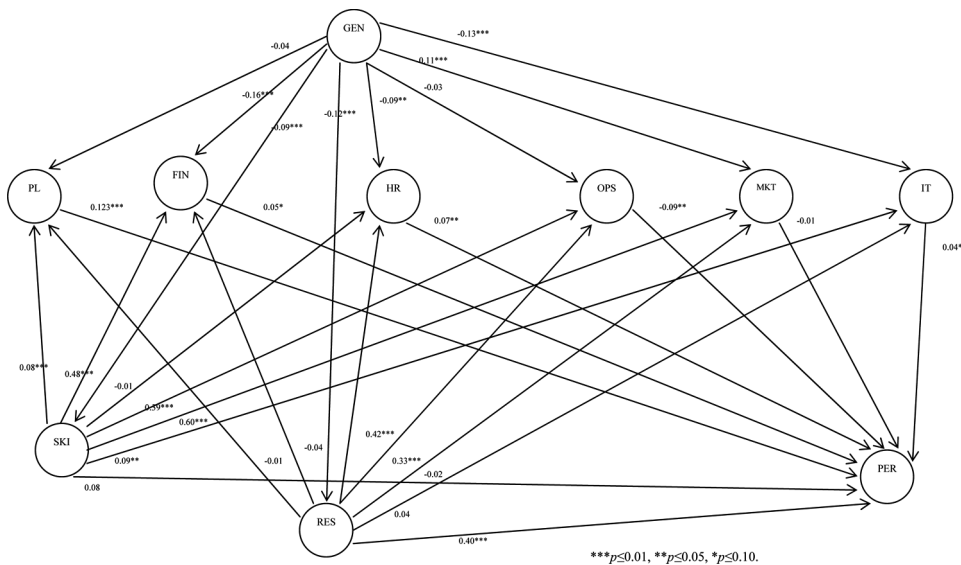 GEN
-0.13***
-0.04
0.11***
-0.03
-0.16***
-0.09**
-0.12***
-0.09***
PL
FIN
HR
OPS
MKT
IT
0.123***
0.05*
0.07**
-0.09**
-0.01
0.04*
0.08***
0.48***
-0.01
0.39***
0.60***
SKI
0.09**
-0.01
-0.04
0.42***
0.33***
-0.02
PER
0.08
0.04
RES
0.40***
***p≤0.01, **p≤0.05, *p≤0.10.